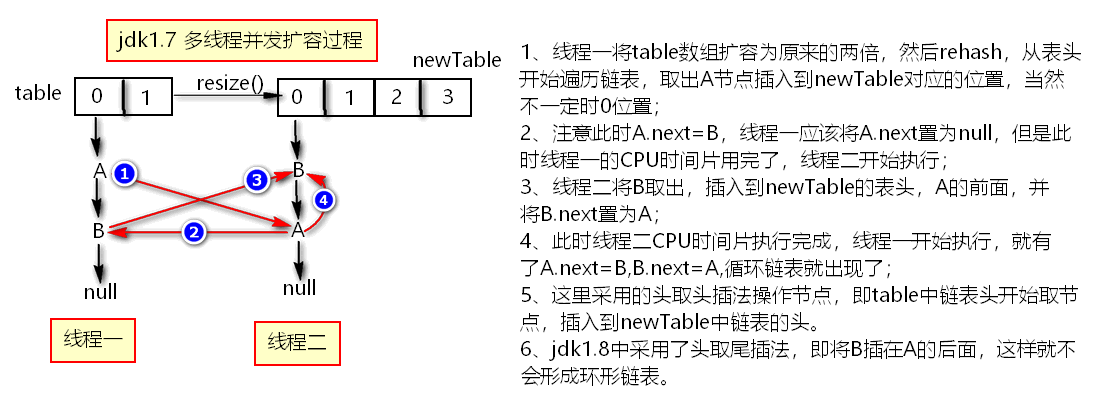 jdk1.7 多线程并发扩容过程
newTable
table
0
1
resize()
0
1
2
3
A
1
3
B
4
B
2
A
null
null
线程一
线程二
1、线程一将table数组扩容为原来的两倍，然后rehash，从表头
开始遍历链表，取出A节点插入到newTable对应的位置，当然
不一定时0位置；
2、注意此时A.next=B，线程一应该将A.next置为null，但是此
时线程一的CPU时间片用完了，线程二开始执行；
3、线程二将B取出，插入到newTable的表头，A的前面，并
将B.next置为A；
4、此时线程二CPU时间片执行完成，线程一开始执行，就有
了A.next=B,B.next=A,循环链表就出现了；
5、这里采用的头取头插法操作节点，即table中链表头开始取节
点，插入到newTable中链表的头。
6、jdk1.8中采用了头取尾插法，即将B插在A的后面，这样就不
会形成环形链表。